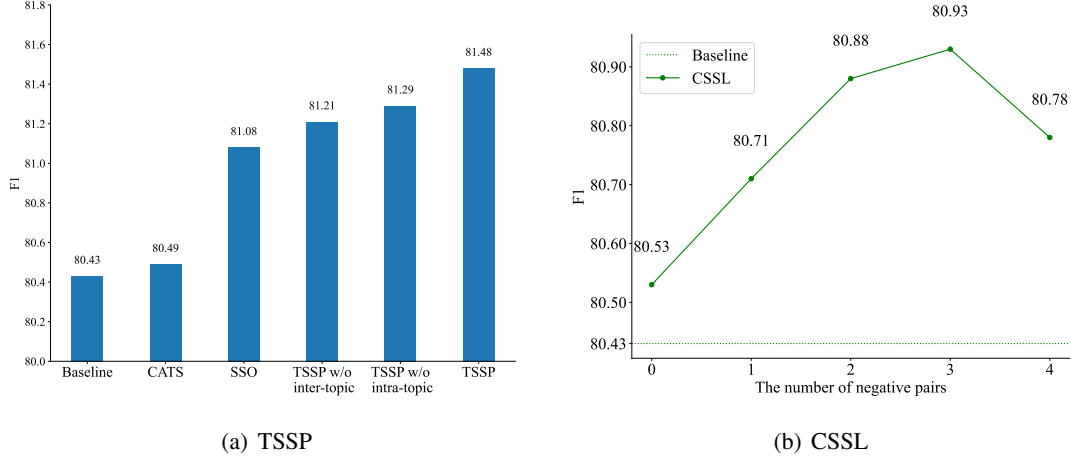 81.8
81.6
81.4
81.2
81.0
80.8
80.6
80.4
80.2
80.0
F1
80.43
80.49
81.08
81.21
81.29
81.48
Baseline
CATS
SSO
TSSP w/o
inter-topic
TSSP w/o
intra-topic
TSSP
(a) TSSP
80.90
80.80
80.70
80.60
80.50
80.43
F1
Baseline
CSSL
80.53
80.71
80.88
80.93
80.78
0 1 2 3 4
The number of negative pairs
(b) CSSL